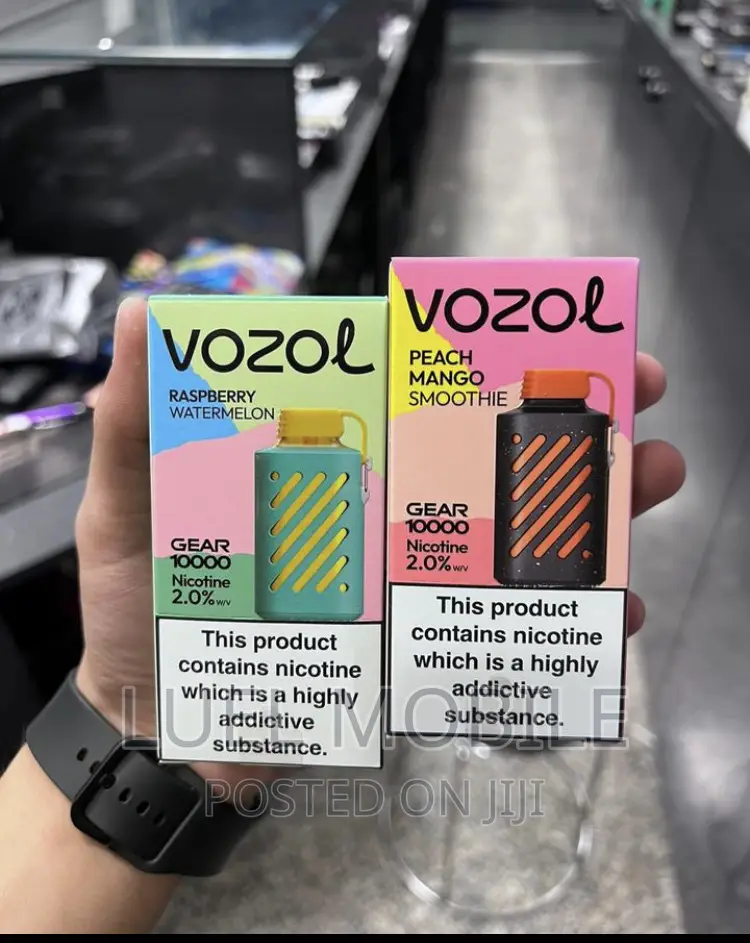 VOZOL
RASPBERRY
WATERMELON
GEAR
10000
Nicotine
2.0% w/v
This product
contains nicotine
which is a highly
addictive
substance.
VOZOL
PEACH
MANGO
SMOOTHIE
GEAR
10000
Nicotine
2.0% w/v
This product
contains nicotine
which is a highly
addictive
substance.
LUEL MOBILE
POSTED ON JIJI